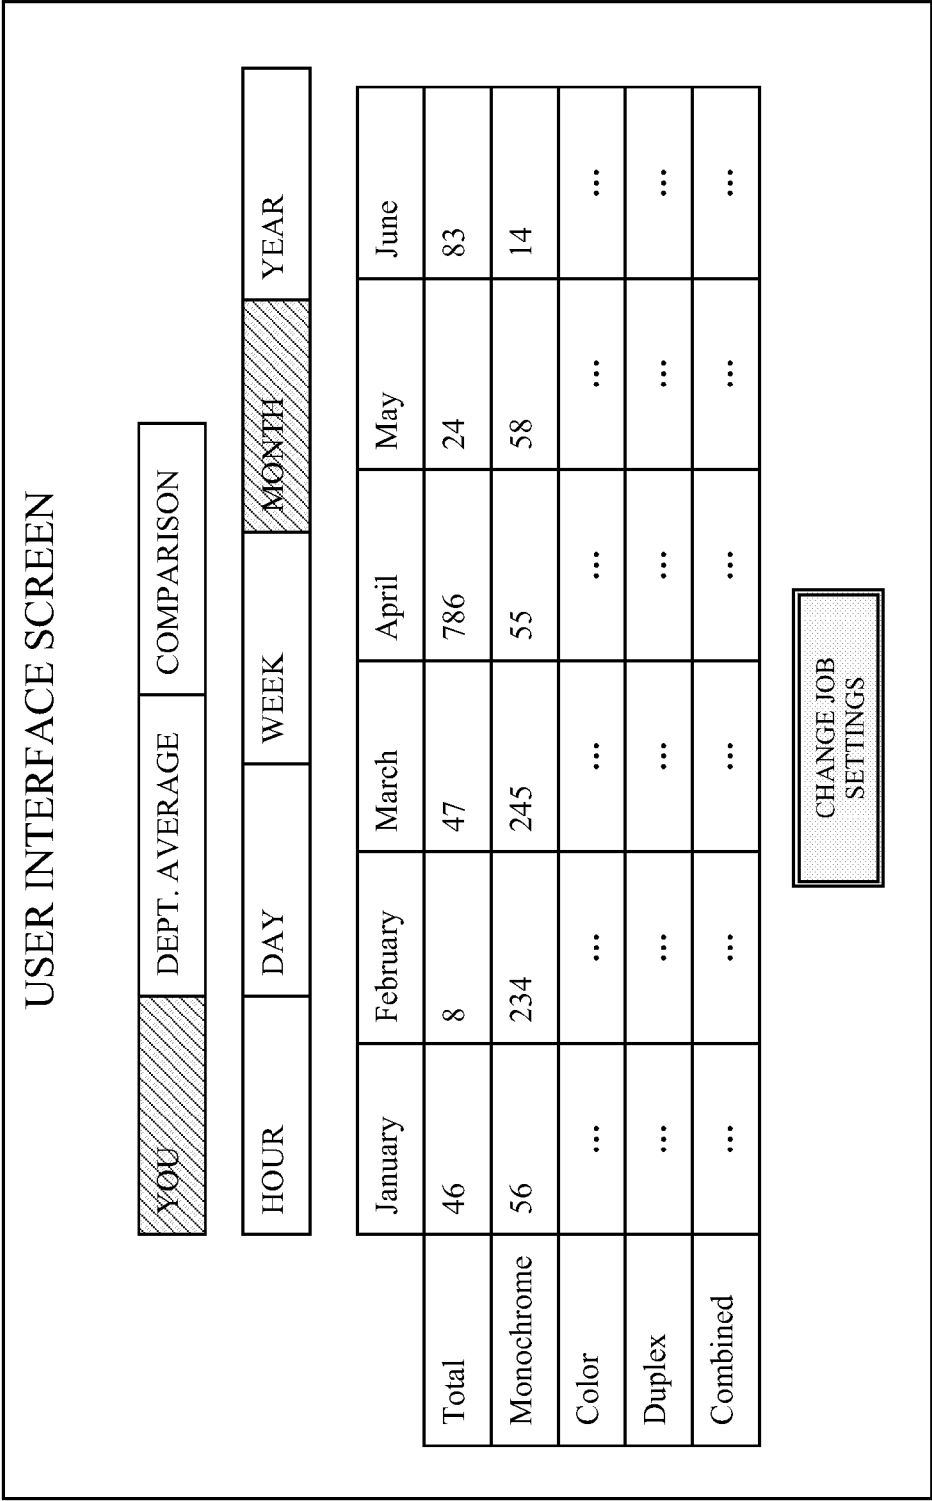 USER INTERFACE SCREEN
YOU DEPT. AVERAGE COMPARISON
HOUR DAY WEEK MONTH YEAR
January February March April May June
Total 46 8 47 786 24 83
Monochrome 56 234 245 55 58 14
Color ... ... ... ... ... ...
Duplex ... ... ... ... ... ...
Combined ... ... ... ... ... ...
CHANGE JOB
SETTINGS